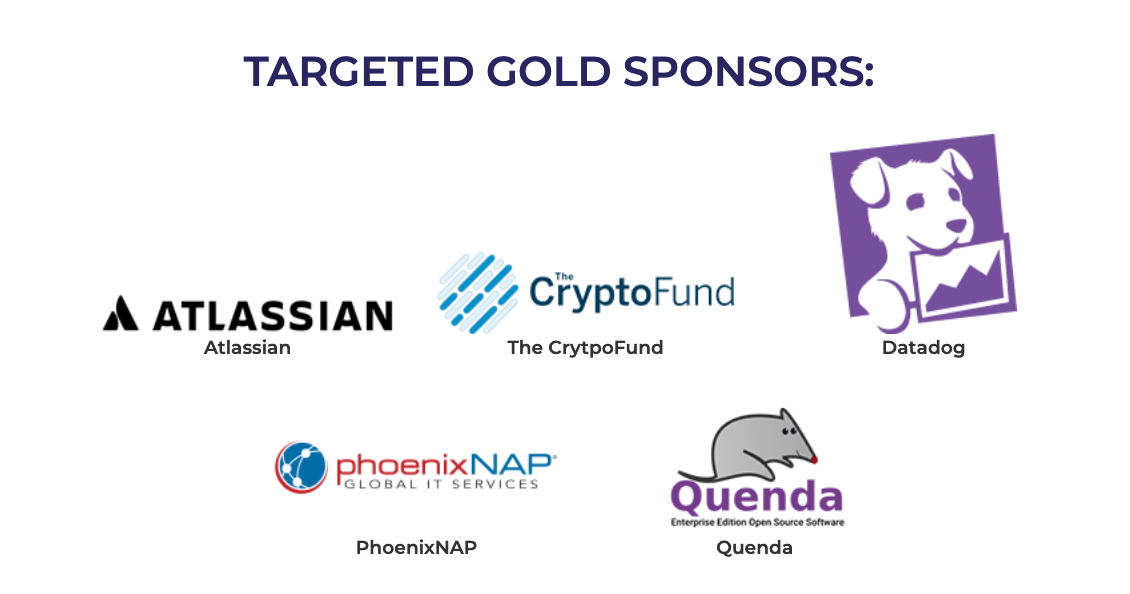 TARGETED GOLD SPONSORS:
ATLASSIAN
Atlassian
The
CryptoFund
The CrytpoFund
Datadog
phoenixNAP®
GLOBAL IT SERVICES
PhoenixNAP
Quenda
Enterprise Edition Open Source Software
Quenda